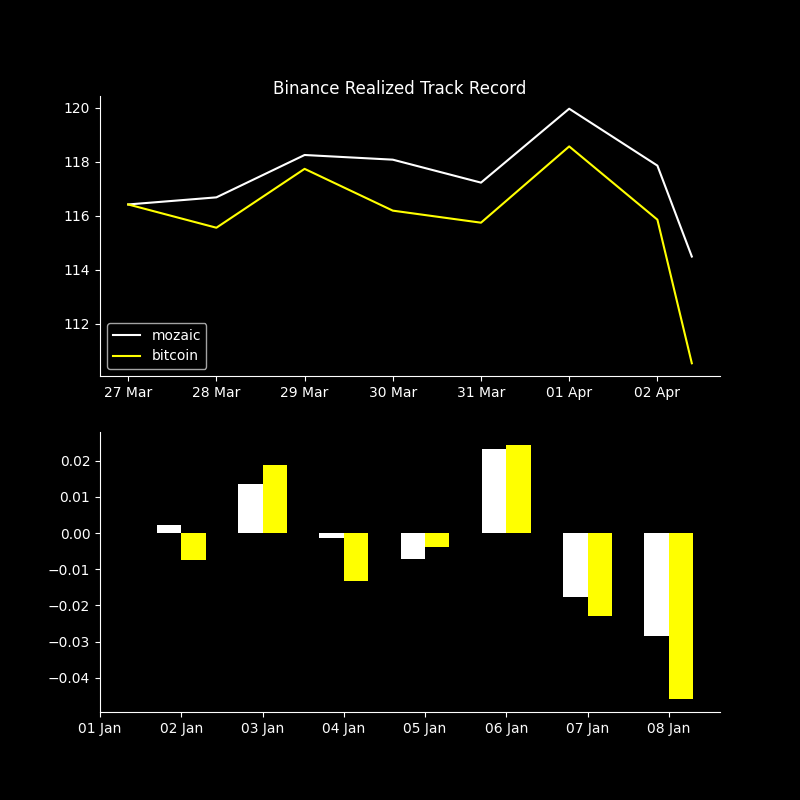 Binance Realized Track Record
120
118
116
114
112
mozaic
bitcoin
27 Mar 28 Mar 29 Mar 30 Mar 31 Mar 01 Apr 02 Apr
0.02
0.01
0.00
−0.01
−0.02
−0.03
−0.04
01 Jan 02 Jan 03 Jan 04 Jan 05 Jan 06 Jan 07 Jan 08 Jan